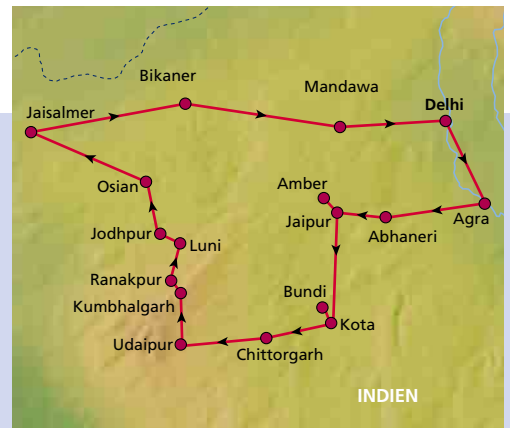 Bikaner
Mandawa
Delhi
Jaisalmer
Osian
Amber
Jaipur
Abhaneri
Agra
Jodhpur
Luni
Ranakpur
Kumbhalgarh
Bundi
Kota
Udaipur
Chittorgarh
INDIEN